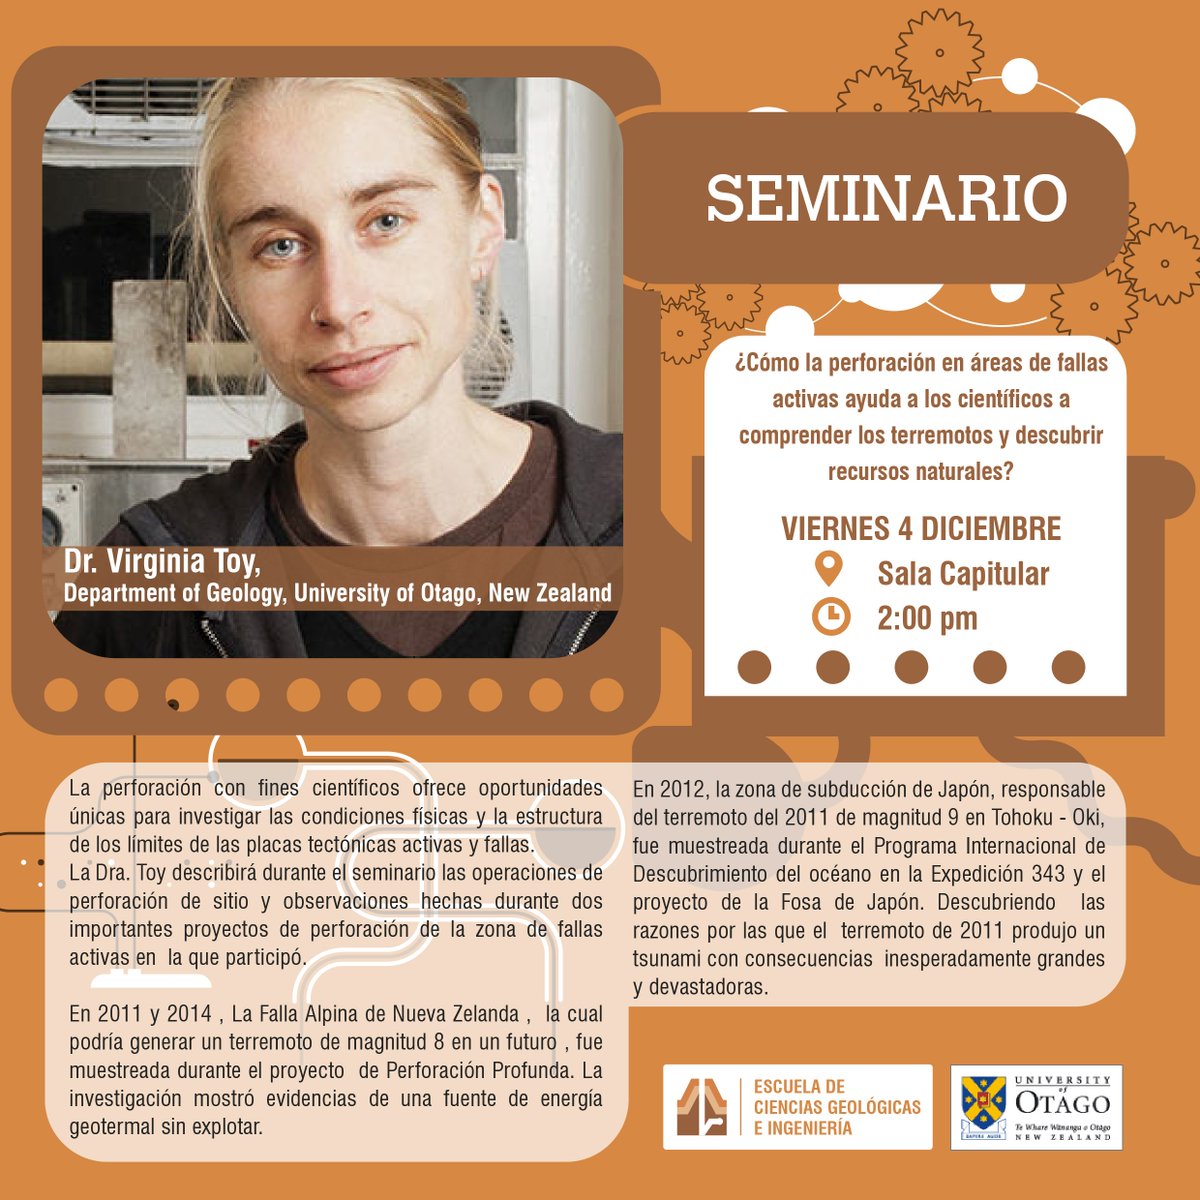 SEMINARIO
¿Cómo la perforación en áreas de fallas
activas ayuda a los científicos a
comprender los terremotos y descubrir
recursos naturales?
VIERNES 4 DICIEMBRE
Sala Capitular
2:00 pm
Dr. Virginia Toy,
Department of Geology, University of Otago, New Zealand
La perforación con fines científicos ofrece oportunidades
únicas para investigar las condiciones físicas y la estructura
de los límites de las placas tectónicas activas y fallas.
La Dra. Toy describirá durante el seminario las operaciones de
perforación de sitio y observaciones hechas durante dos
importantes proyectos de perforación de la zona de fallas
activas en la que participó.
En 2011 y 2014 , La Falla Alpina de Nueva Zelanda , la cual
podría generar un terremoto de magnitud 8 en un futuro , fue
muestreada durante el proyecto de Perforación Profunda. La
investigación mostró evidencias de una fuente de energía
geotermal sin explotar.
En 2012, la zona de subducción de Japón, responsable
del terremoto del 2011 de magnitud 9 en Tohoku - Oki,
fue muestreada durante el Programa Internacional de
Descubrimiento del océano en la Expedición 343 y el
proyecto de la Fosa de Japón. Descubriendo las
razones por las que el terremoto de 2011 produjo un
tsunami con consecuencias inesperadamente grandes
y devastadoras.
ESCUELA DE
CIENCIAS GEOLÓGICAS
E INGENIERÍA
SAPERE AUDE
UNIVERSITY
of
OTAGO
Te Whare Wānanga o Otāgo
NEW ZEALAND